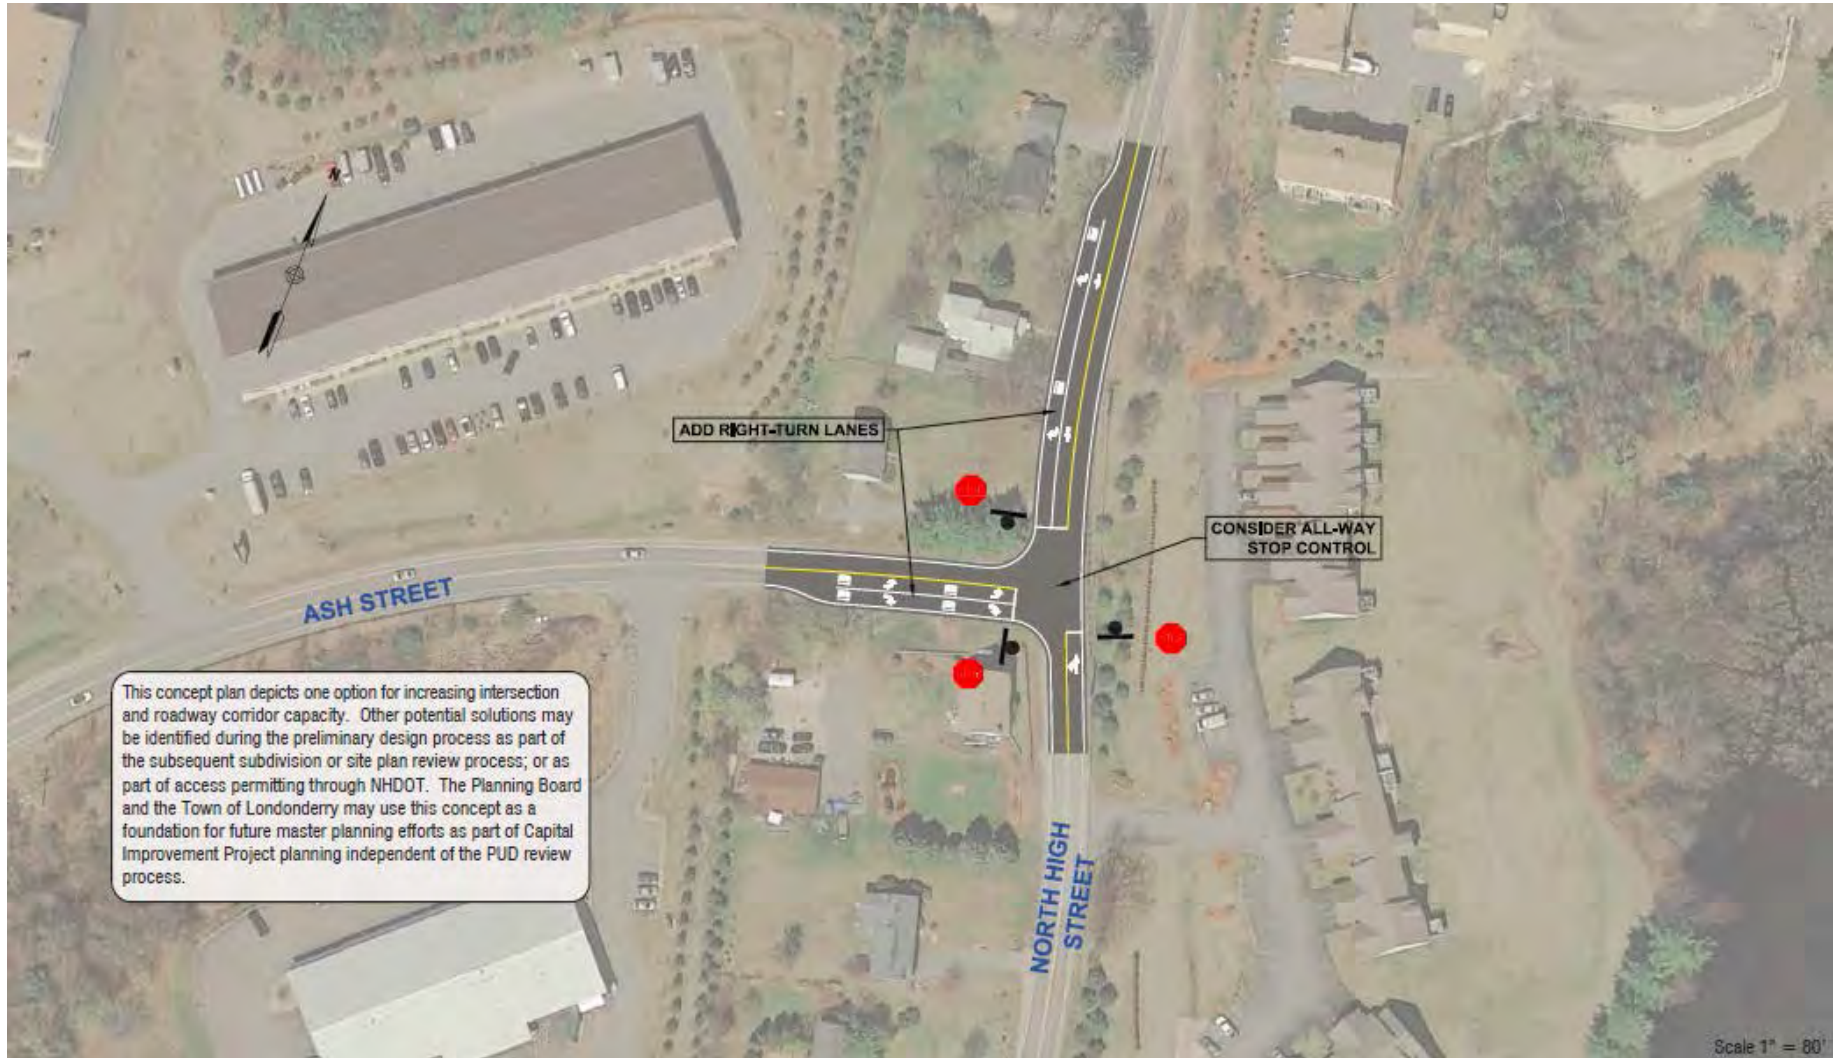 ADD RIGHT-TURN LANES
CONSIDER ALL-WAY
STOP CONTROL
ASH STREET
This concept plan depicts one option for increasing intersection
and roadway corridor capacity. Other potential solutions may
be identified during the preliminary design process as part of
the subsequent subdivision or site plan review process; or as
part of access permitting through NHDOT. The Planning Board
and the Town of Londonderry may use this concept as a
foundation for future master planning efforts as part of Capital
Improvement Project planning independent of the PUD review
process.
NORTH HIGH
STREET
Scale 1" = 80'